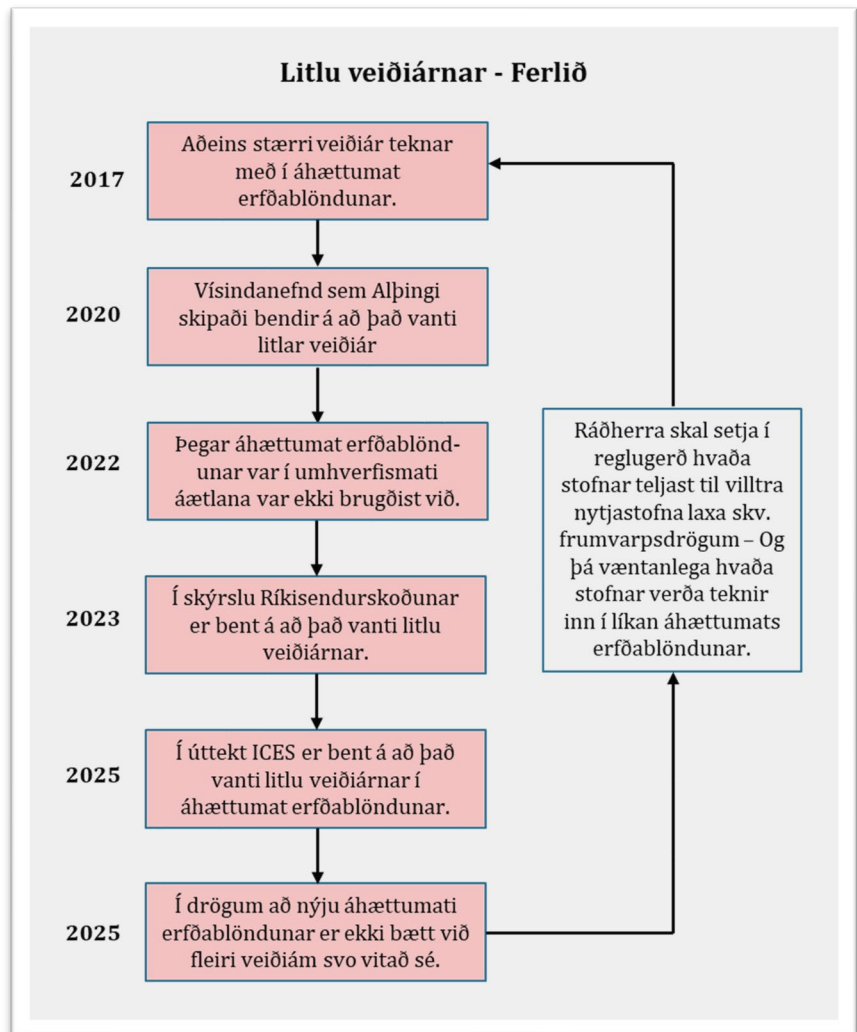 Litlu veiðiárnar - Ferlið
2017
Aðeins stærri veiðiár teknar
með í áhættumat
erfðablöndunar.
2020
Vísindanefnd sem Alþingi
skipaði bendir á að það vanti
litlar veiðiár
2022
Þegar áhættumat erfðablönd-
unar var í umhverfismati
áætlana var ekki brugðist við.
2023
Í skýrslu Ríkisendurskoðunar
er bent á að það vanti litlu
veiðiárnar.
2025
Í úttekt ICES er bent á að það
vanti litlu veiðiárnar í
áhættumat erfðablöndunar.
2025
Í drögum að nýju áhættumati
erfðablöndunar er ekki bætt við
fleiri veiðiám svo vitað sé.
Ráðherra skal setja í
reglugerð hvaða
stofnar teljast til villtra
nytjastofna laxa skv.
frumvarpsdrögum – Og
þá væntanlega hvaða
stofnar verða teknir
inn í líkan áhættumats
erfðablöndunar.